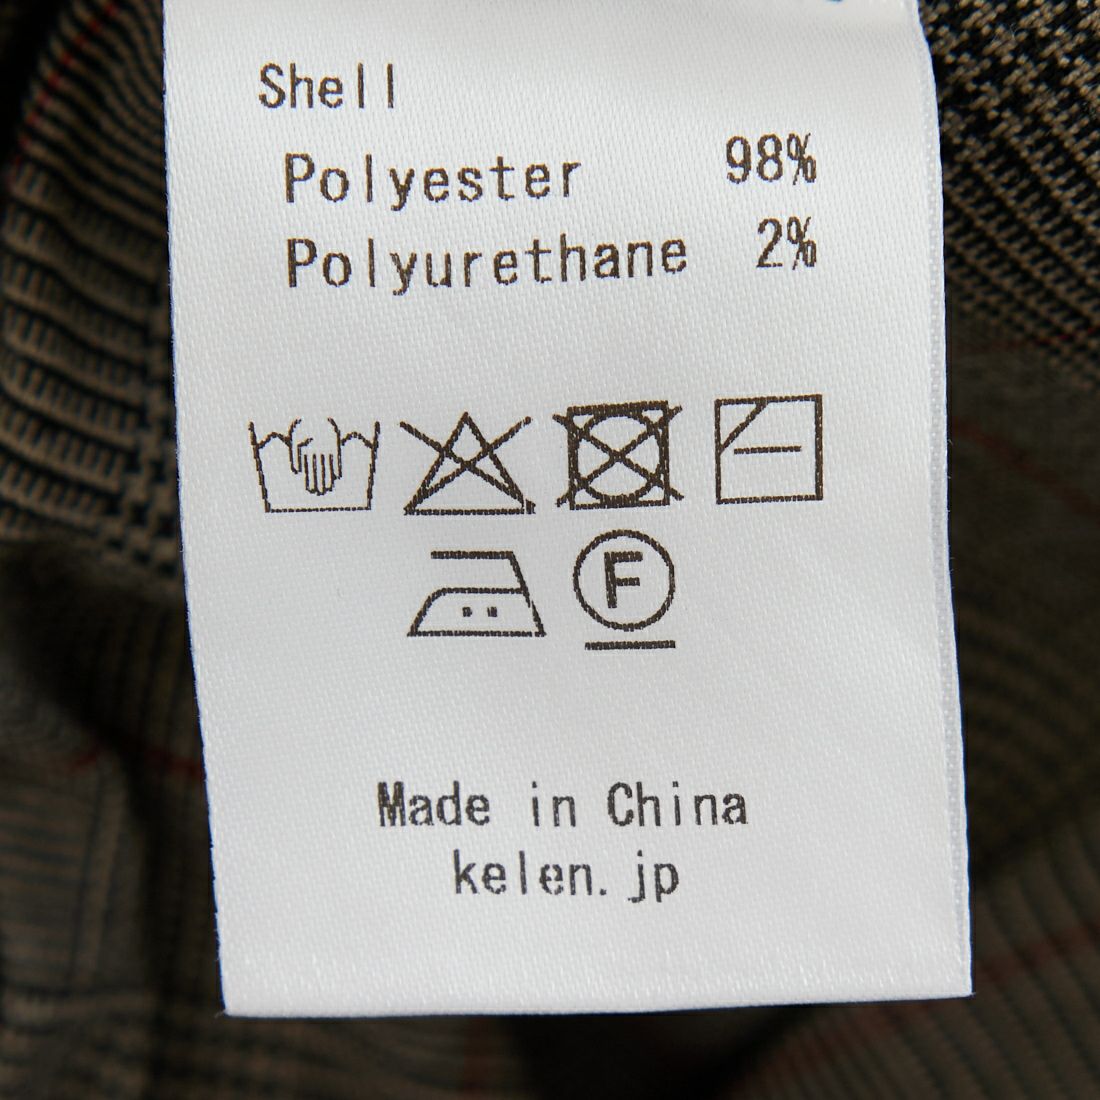 Shell
Polyester 98%
Polyurethane 2%
F
Made in China
kelen.jp